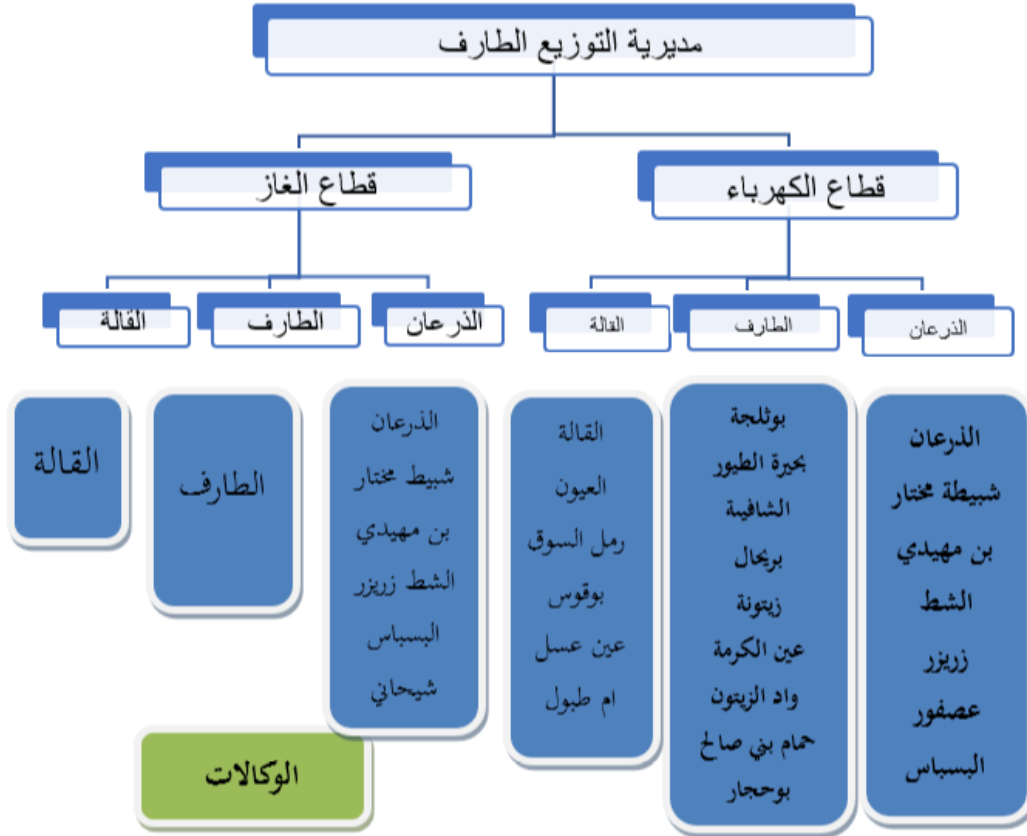 مديرية التوزيع الطارف
قطاع الكهرباء
قطاع الغاز
الذرعان
الطارف
القالة
الذرعان
الطارف
القالة
الذرعان
شبيطة مختار
بن مهيدي
الشط
زريزر
عصفور
البسباس
بوثلجة
بحيرة الطيور
الشافية
بريحال
زيتونة
عين الكرمة
واد الزيتون
حمام بني صالح
بوحجار
القالة
العيون
رمل السوق
بوقوس
عين عسل
ام طبول
الذرعان
شبيط مختار
بن مهيدي
الشط زريزر
البسباس
شيحاني
الطارف
القالة
الوكالات